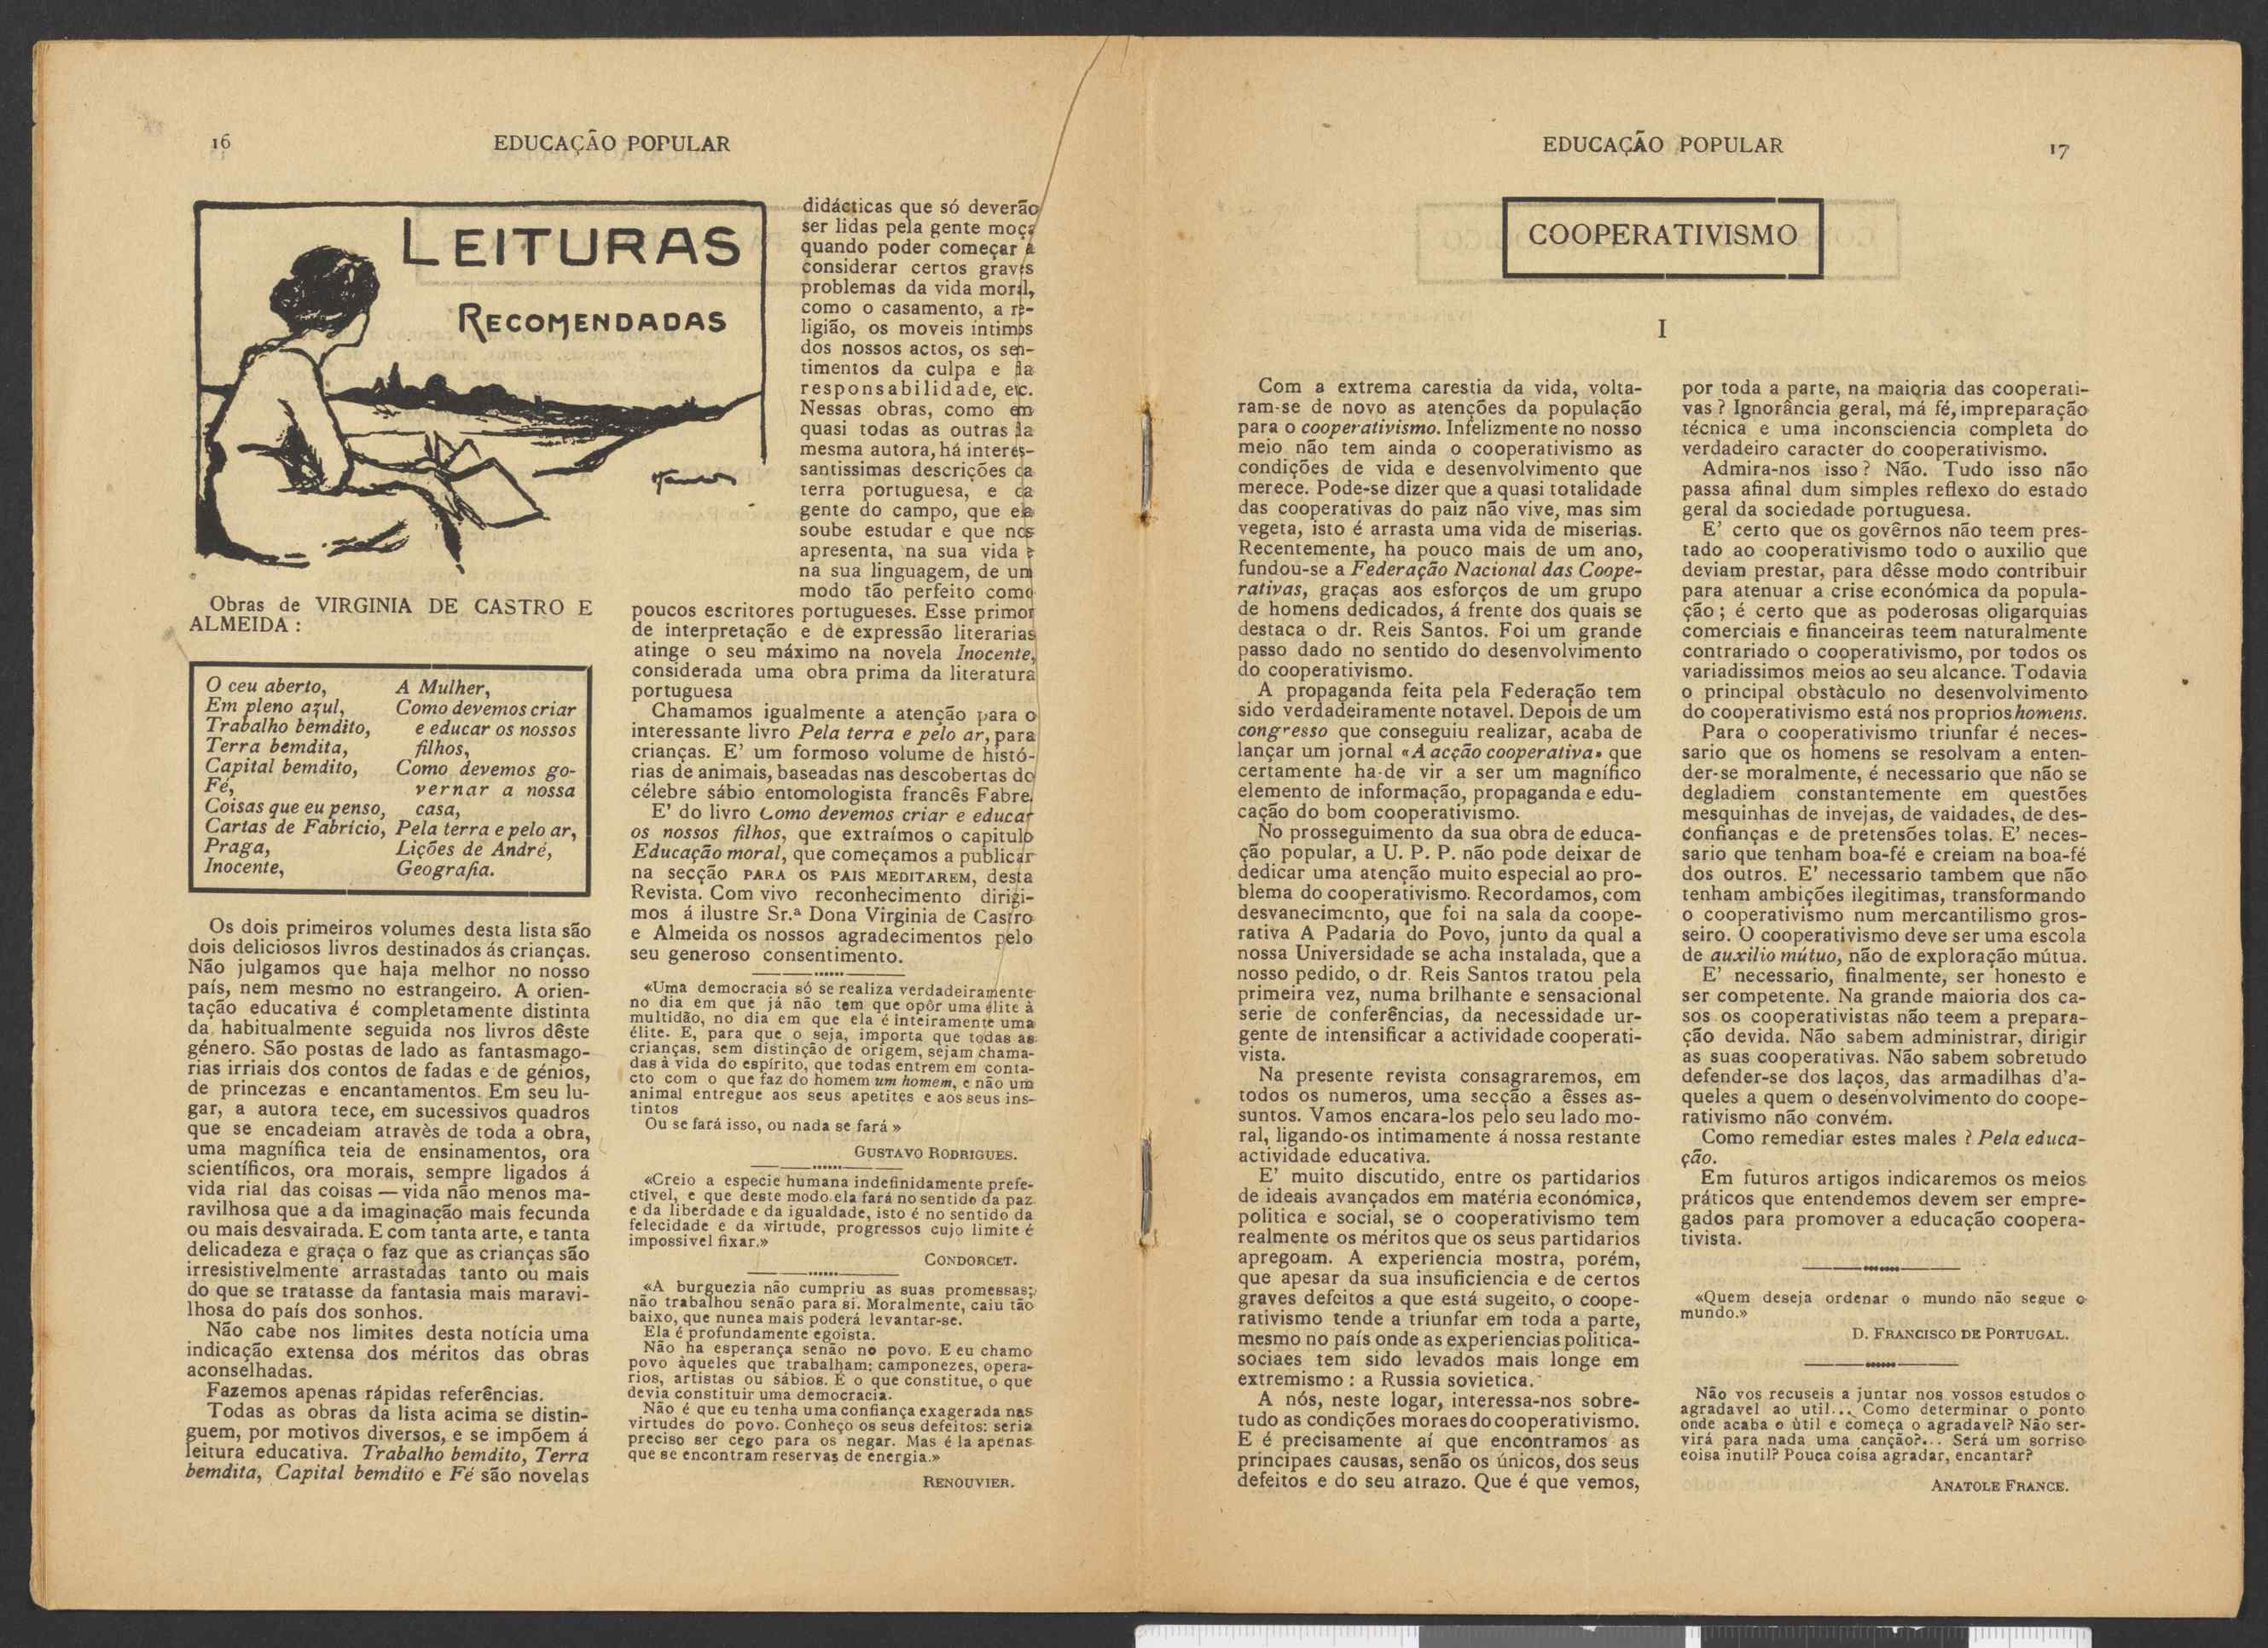 16
EDUCAÇÃO POPULAR
LEITURAS
RECOMENDADAS
Obras de VIRGINIA DE CASTRO E
ALMEIDA :
O ceu aberto,
Em pleno azul,
Trabalho bemdito,
Terra bemdita,
Capital bemdito,
Fé,
Coisas que eu penso,
Cartas de Fabrício,
Praga,
Inocente,
A Mulher,
Como devemos criar
e educar os nossos
filhos,
Como devemos go-
vernar a nossa
casa,
Pela terra e pelo ar,
Lições de André,
Geografia.
Os dois primeiros volumes desta lista são
dois deliciosos livros destinados ás crianças.
Não julgamos que haja melhor no nosso
país, nem mesmo no estrangeiro. A orien-
tação educativa é completamente distinta
da habitualmente seguida nos livros dêste
género. São postas de lado as fantasmago-
rias irriais dos contos de fadas e de génios,
de princezas e encantamentos. Em seu lu-
gar, a autora tece, em sucessivos quadros
que se encadeiam atravès de toda a obra,
uma magnífica teia de ensinamentos, ora
scientíficos, ora morais, sempre ligados á
vida rial das coisas — vida não menos ma-
ravilhosa que a da imaginação mais fecunda
ou mais desvairada. E com tanta arte, e tanta
delicadeza e graça o faz que as crianças são
irresistivelmente arrastadas tanto ou mais
do que se tratasse da fantasia mais maravi-
lhosa do país dos sonhos.
Não cabe nos limites desta notícia uma
indicação extensa dos méritos das obras
aconselhadas.
Fazemos apenas rápidas referências.
Todas as obras da lista acima se distin-
guem, por motivos diversos, e se impõem á
leitura educativa. Trabalho bemdito, Terra
bemdita, Capital bemdito e Fé são novelas
didácticas que só deverão
ser lidas pela gente moça
quando poder começar a
considerar certos graves
problemas da vida moral,
como o casamento, a re-
ligião, os moveis intimos
dos nossos actos, os sen-
timentos da culpa e da
responsabilidade, etc.
Nessas obras, como em
quasi todas as outras da
mesma autora, há interes-
santissimas descrições da
terra portuguesa, e da
gente do campo, que ela
soube estudar e que nos
apresenta, na sua vida e
na sua linguagem, de um
modo tão perfeito como
poucos escritores portugueses. Esse primor
de interpretação e de expressão literarias
atinge o seu máximo na novela Inocente,
considerada uma obra prima da literatura
portuguesa
Chamamos igualmente a atenção para o
interessante livro Pela terra e pelo ar, para
crianças. E' um formoso volume de histó-
rias de animais, baseadas nas descobertas do
célebre sábio entomologista francês Fabre.
E' do livro Como devemos criar e educar
os nossos filhos, que extraímos o capitulo
Educação moral, que começamos a publicar
na secção PARA OS PAIS MEDITAREM, desta
Revista. Com vivo reconhecimento dirigi-
mos á ilustre Sr.ª Dona Virginia de Castro
e Almeida os nossos agradecimentos pelo
seu generoso consentimento.
«Uma democracia só se realiza verdadeiramente
no dia em que já não tem que opôr uma élite à
multidão, no dia em que ela é inteiramente uma
élite. E, para que o seja, importa que todas as
crianças, sem distinção de origem, sejam chama-
das à vida do espírito, que todas entrem em conta-
cto com o que faz do homem um homem, e não um
animal entregue aos seus apetites e aos seus ins-
tintos
Ou se fará isso, ou nada se fará »
GUSTAVO RODRIGUES.
«Creio a especie humana indefinidamente prefe-
ctivel, e que deste modo ela fará no sentido da paz
e da liberdade e da igualdade, isto é no sentido da
felecidade e da virtude, progressos cujo limite é
impossivel fixar.»
CONDORCET.
«A burguezia não cumpriu as suas promessas;
não trabalhou senão para si. Moralmente, caiu tão
baixo, que nunea mais poderá levantar-se.
Ela é profundamente egoista.
Não ha esperança senão no povo. E eu chamo
povo àqueles que trabalham: camponezes, opera-
rios, artistas ou sábios. É o que constitue, o que
devia constituir uma democracia.
Não é que eu tenha uma confiança exagerada nas
virtudes do povo. Conheço os seus defeitos: seria
preciso ser cego para os negar. Mas é la apenas
que se encontram reservas de energia.»
RENOUVIER.
EDUCAÇÃO POPULAR
17
COOPERATIVISMO
I
Com a extrema carestia da vida, volta-
ram-se de novo as atenções da população
para o cooperativismo. Infelizmente no nosso
meio não tem ainda o cooperativismo as
condições de vida e desenvolvimento que
merece. Pode-se dizer que a quasi totalidade
das cooperativas do paiz não vive, mas sim
vegeta, isto é arrasta uma vida de miserias.
Recentemente, ha pouco mais de um ano,
fundou-se a Federação Nacional das Coope-
rativas, graças aos esforços de um grupo
de homens dedicados, á frente dos quais se
destaca o dr. Reis Santos. Foi um grande
passo dado no sentido do desenvolvimento
do cooperativismo.
A propaganda feita pela Federação tem
sido verdadeiramente notavel. Depois de um
congresso que conseguiu realizar, acaba de
lançar um jornal «A acção cooperativa» que
certamente ha-de vir a ser um magnífico
elemento de informação, propaganda e edu-
cação do bom cooperativismo.
No prosseguimento da sua obra de educa-
ção popular, a U. P. P. não pode deixar de
dedicar uma atenção muito especial ao pro-
blema do cooperativismo. Recordamos, com
desvanecimento, que foi na sala da coope-
rativa A Padaria do Povo, junto da qual a
nossa Universidade se acha instalada, que a
nosso pedido, o dr. Reis Santos tratou pela
primeira vez, numa brilhante e sensacional
serie de conferências, da necessidade ur-
gente de intensificar a actividade cooperati-
vista.
Na presente revista consagraremos, em
todos os numeros, uma secção a êsses as-
suntos. Vamos encara-los pelo seu lado mo-
ral, ligando-os intimamente á nossa restante
actividade educativa.
E' muito discutido, entre os partidarios
de ideais avançados em matéria económica,
politica e social, se o cooperativismo tem
realmente os méritos que os seus partidarios
apregoam. A experiencia mostra, porém,
que apesar da sua insuficiencia e de certos
graves defeitos a que está sugeito, o coope-
rativismo tende a triunfar em toda a parte,
mesmo no país onde as experiencias politica-
sociaes tem sido levados mais longe em
extremismo : a Russia sovietica.
A nós, neste logar, interessa-nos sobre-
tudo as condições moraes do cooperativismo.
E é precisamente aí que encontramos as
principaes causas, senão os únicos, dos seus
defeitos e do seu atrazo. Que é que vemos,
por toda a parte, na maioria das cooperati-
vas ? Ignorância geral, má fé, impreparação
técnica e uma inconsciencia completa do
verdadeiro caracter do cooperativismo.
Admira-nos isso ? Não. Tudo isso não
passa afinal dum simples reflexo do estado
geral da sociedade portuguesa.
E' certo que os govêrnos não teem pres-
tado ao cooperativismo todo o auxilio que
deviam prestar, para dêsse modo contribuir
para atenuar a crise económica da popula-
ção ; é certo que as poderosas oligarquias
comerciais e financeiras teem naturalmente
contrariado o cooperativismo, por todos os
variadissimos meios ao seu alcance. Todavia
o principal obstàculo no desenvolvimento
do cooperativismo está nos proprios homens.
Para o cooperativismo triunfar é neces-
sario que os homens se resolvam a enten-
der-se moralmente, é necessario que não se
degladiem constantemente em questões
mesquinhas de invejas, de vaidades, de des-
confianças e de pretensões tolas. E' neces-
sario que tenham boa-fé e creiam na boa-fé
dos outros. E' necessario tambem que não
tenham ambições ilegitimas, transformando
o cooperativismo num mercantilismo gros-
seiro. O cooperativismo deve ser uma escola
de auxilio mútuo, não de exploração mútua.
E' necessario, finalmente, ser honesto e
ser competente. Na grande maioria dos ca-
sos os cooperativistas não teem a prepara-
ção devida. Não sabem administrar, dirigir
as suas cooperativas. Não sabem sobretudo
defender-se dos laços, das armadilhas d'a-
queles a quem o desenvolvimento do coope-
rativismo não convém.
Como remediar estes males ? Pela educa-
ção.
Em futuros artigos indicaremos os meios
práticos que entendemos devem ser empre-
gados para promover a educação coopera-
tivista.
«Quem deseja ordenar o mundo não segue o
mundo.»
D. FRANCISCO DE PORTUGAL.
Não vos recuseis a juntar nos vossos estudos o
agradavel ao util... Como determinar o ponto
onde acaba o ùtil e começa o agradavel? Não ser-
virá para nada uma canção?... Será um sorriso
eoisa inutil? Pouca coisa agradar, encantar?
ANATOLE FRANCE.